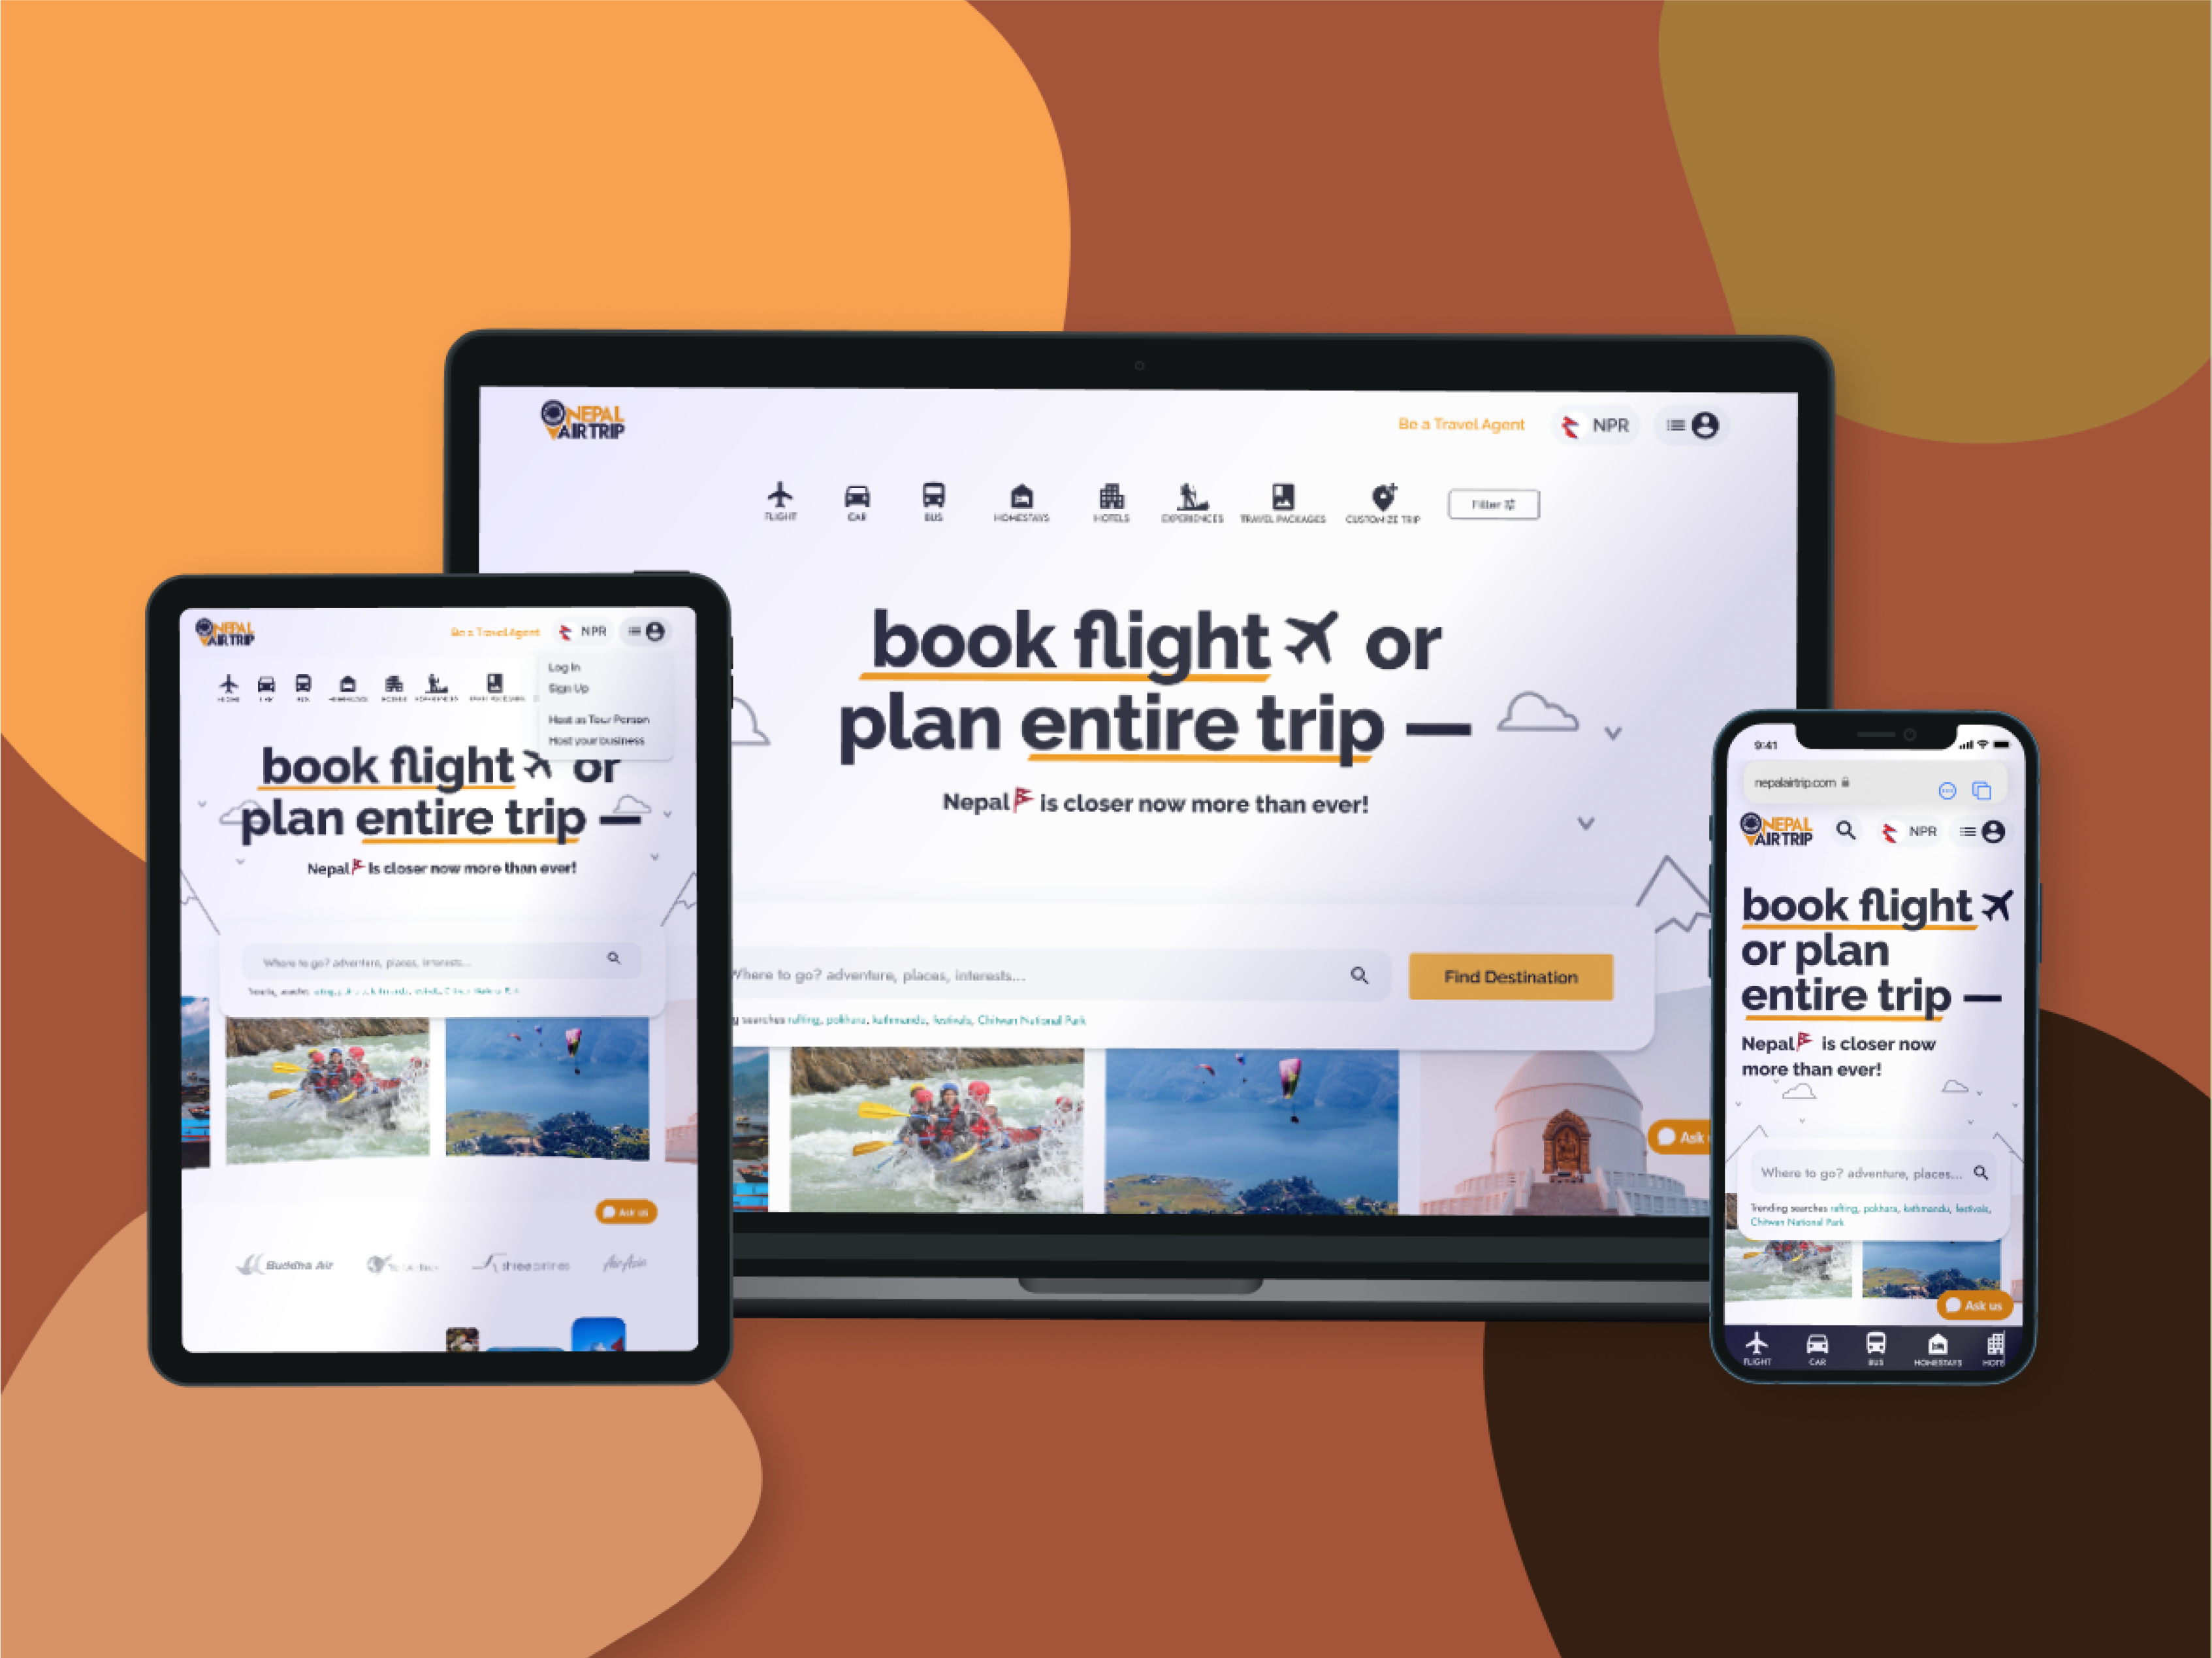 NEPAL
AIR TRIP
Be a Travel Agent
NPR
FLIGHT
CAR
BUS
HOMESTAYS
HOTELS
EXPERIENCES
TRAVEL PACKAGES
CUSTOMIZE TRIP
Filter
book flight or
plan entire trip —
Nepal is closer now more than ever!
Where to go? adventure, places, interests...
Find Destination
searches rafting, pokhara, kathmandu, festivals, Chitwan National Park
Ask
NEPAL
AIR TRIP
Be a Travel Agent
NPR
Log In
Sign Up
Host as Tour Person
Host your business
book flight or
plan entire trip —
Nepal is closer now more than ever!
Where to go? adventure, places, interests...
Ask us
Buddha Air
AirAsia
9:41
nepalairtrip.com
NEPAL
AIR TRIP
NPR
book flight
or plan
entire trip —
Nepal is closer now
more than ever!
Where to go? adventure, places...
Trending searches rafting, pokhara, kathmandu, festivals,
Chitwan National Park
Ask us
FLIGHT
CAR
BUS
HOMESTAYS
HOTE